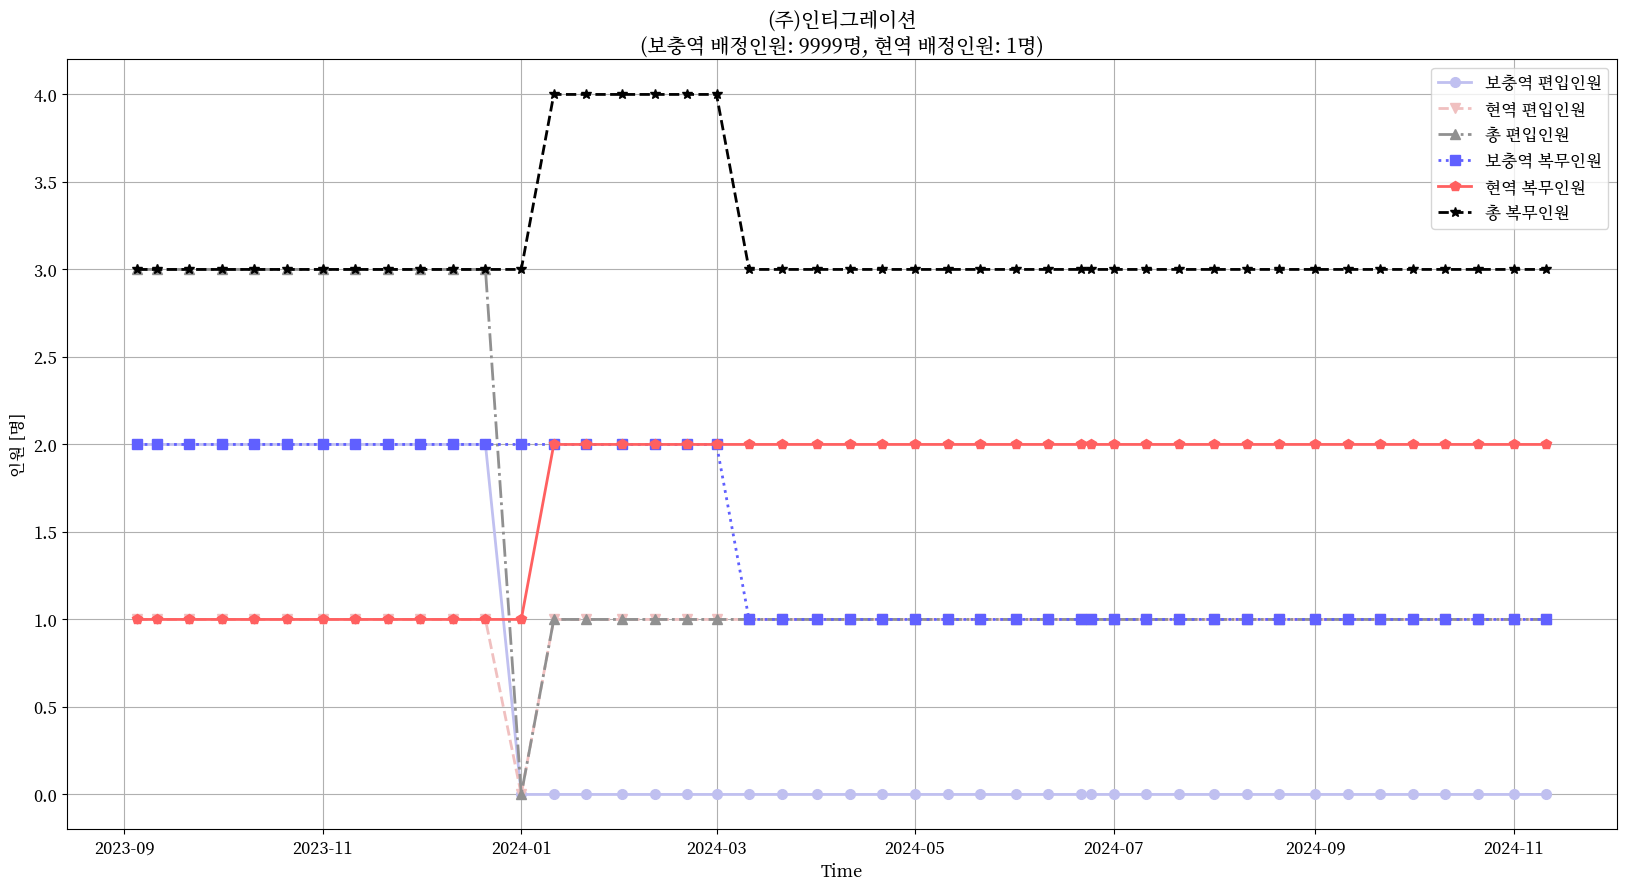 (주)인티그레이션
(보충역 배정인원: 9999명, 현역 배정인원: 1명)
보충역 편입인원
현역 편입인원
총 편입인원
보충역 복무인원
현역 복무인원
총 복무인원
인원 [명]
4.0
3.5
3.0
2.5
2.0
1.5
1.0
0.5
0.0
2023-09
2023-11
2024-01
2024-03
2024-05
2024-07
2024-09
2024-11
Time